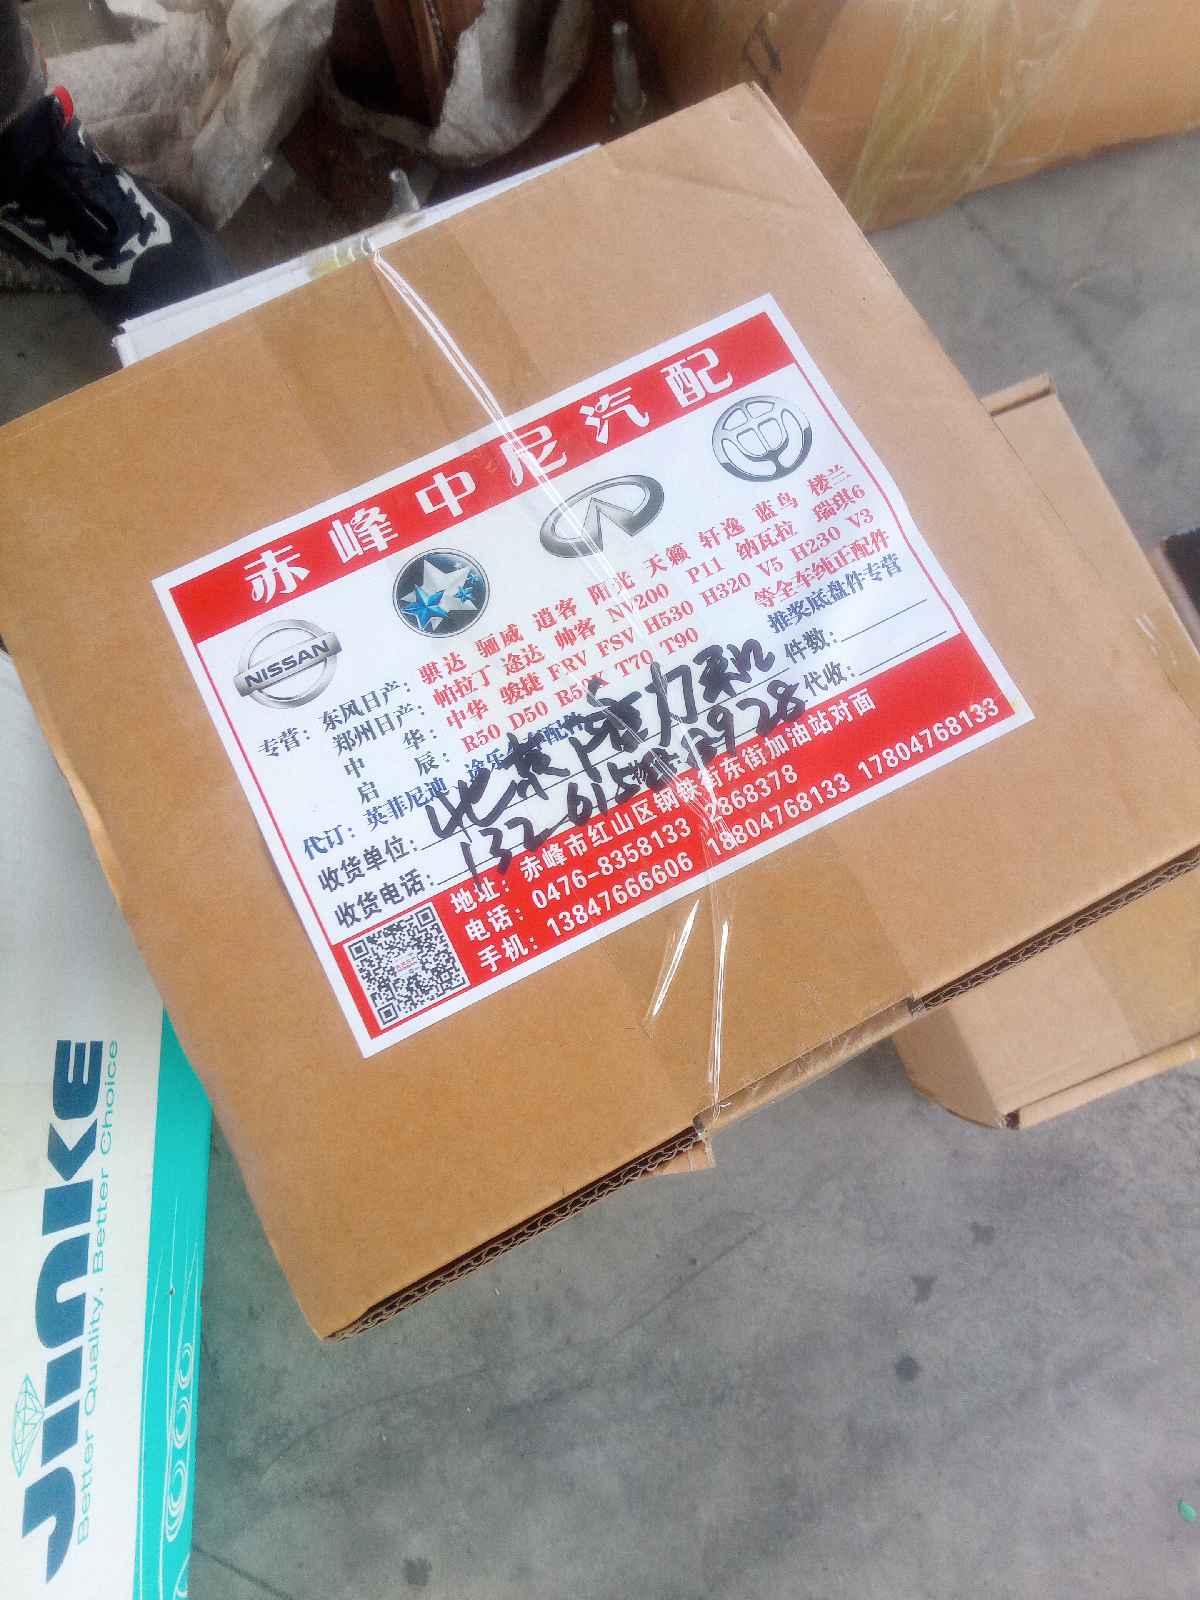 赤峰中尼汽配
NISSAN
专营：东风日产：骐达 骊威 逍客 阳光 天籁 轩逸 蓝鸟 楼兰
郑州日产：帕拉丁 途达 帅客 NV200 P11 纳瓦拉 瑞琪6
中 华：中华 骏捷 FRV FSV H530 H320 V5 H230 V3
启 辰：R50 D50 R50X T70 T90 等全车纯正配件
代订：英菲尼迪 途乐 推奖底盘件专营
收货单位： 件数：
收货电话： 代收：
地址：赤峰市红山区钢铁街东街加油站对面
电话：0476-8358133 2868378
手机：13847666606 18804768133 17804768133
JINIKE
Better Quality, Better Choice